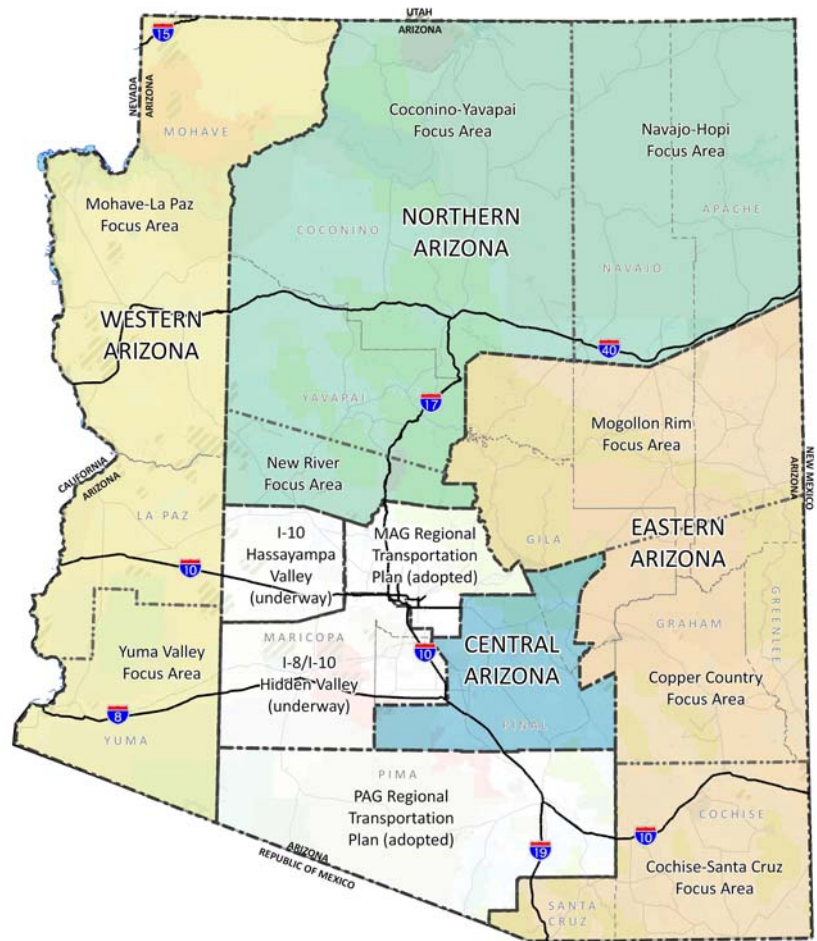 UTAH
ARIZONA
15
NEVADA
ARIZONA
MOHAVE
Coconino-Yavapai
Focus Area
Navajo-Hopi
Focus Area
Mohave-La Paz
Focus Area
APACHE
NORTHERN
ARIZONA
COCONINO
NAVAJO
WESTERN
ARIZONA
40
YAVAPAI
17
Mogollon Rim
Focus Area
New River
Focus Area
CALIFORNIA
ARIZONA
NEW MEXICO
ARIZONA
LA PAZ
I-10
Hassayampa
Valley
(underway)
MAG Regional
Transportation
Plan (adopted)
GILA
EASTERN
ARIZONA
10
GREENLEE
GRAHAM
MARICOPA
CENTRAL
ARIZONA
10
Yuma Valley
Focus Area
I-8/I-10
Hidden Valley
(underway)
Copper Country
Focus Area
8
YUMA
PINAL
PIMA
PAG Regional
Transportation
Plan (adopted)
COCHISE
10
19
ARIZONA
REPUBLIC OF MEXICO
Cochise-Santa Cruz
Focus Area
SANTA
CRUZ